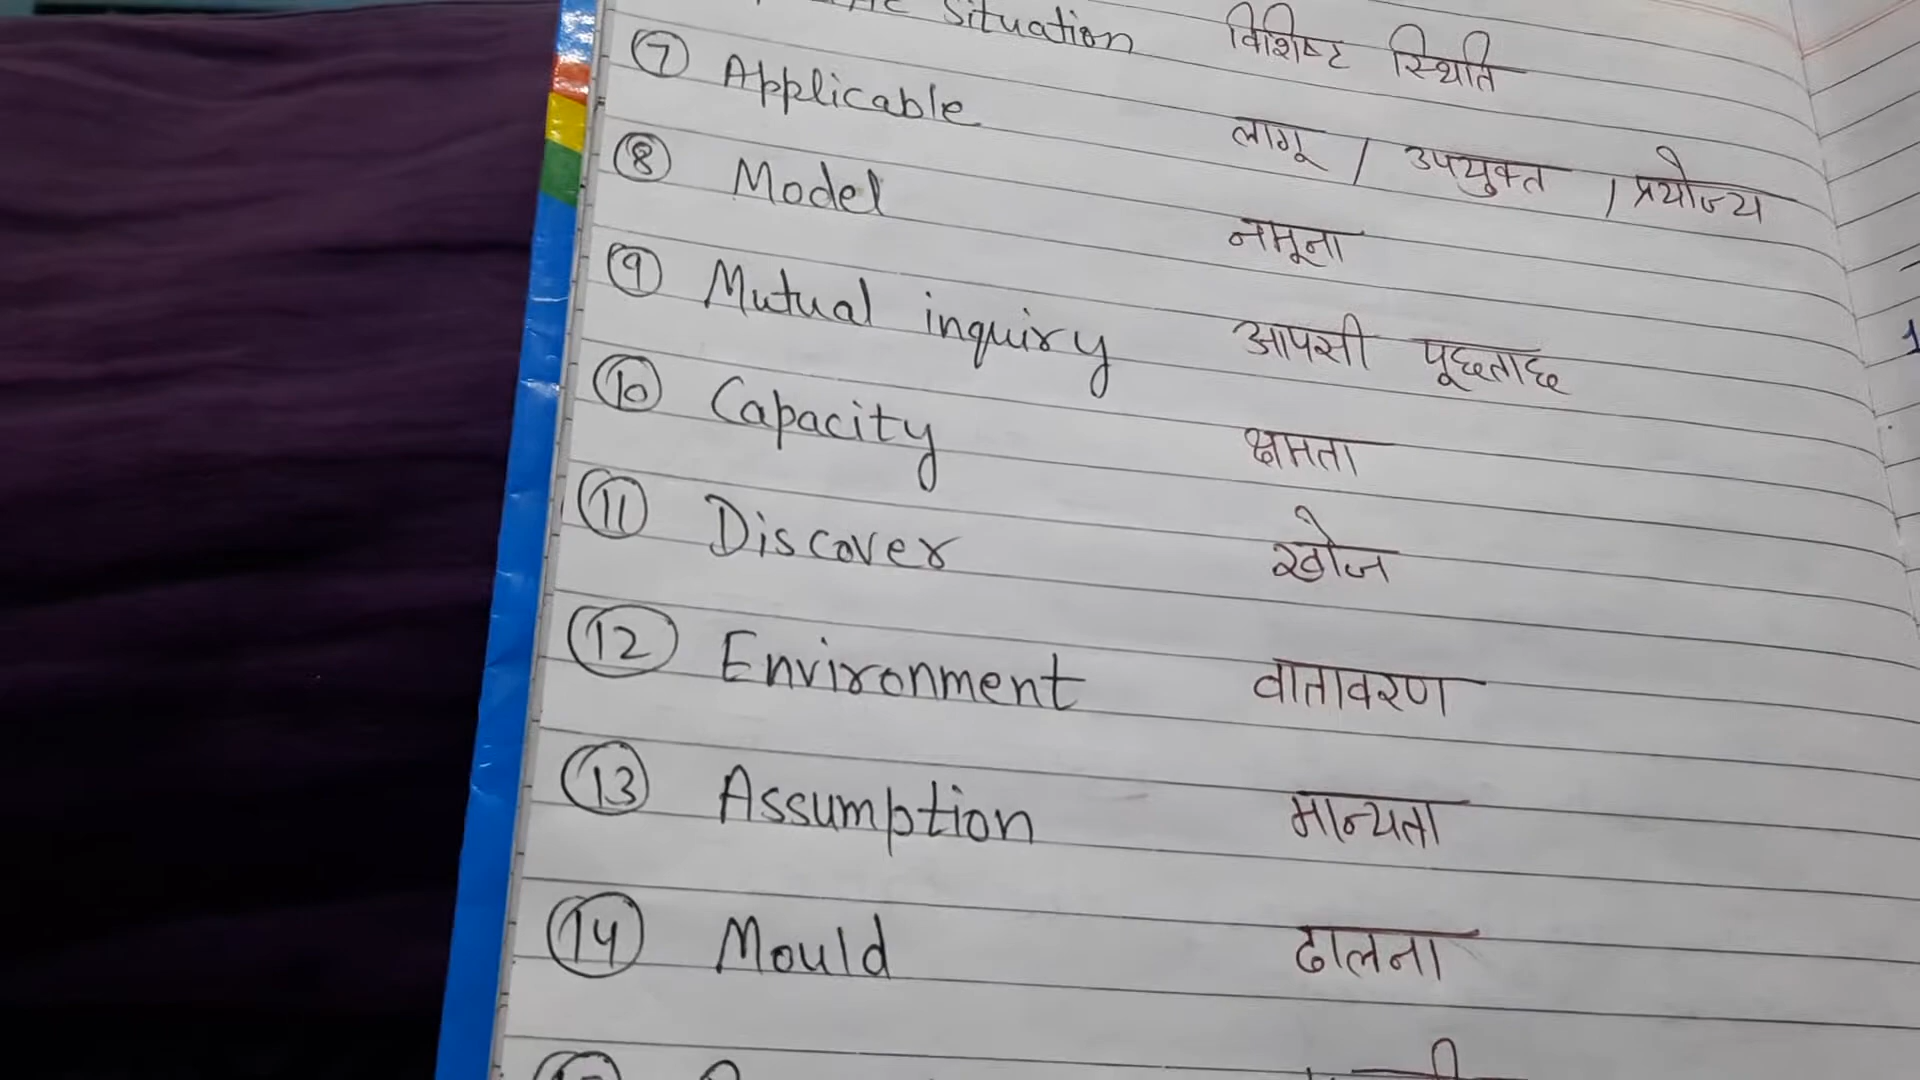 Situation विशिष्ट स्थिति
7 Applicable लागू / उपयुक्त / प्रयोज्य
8 Model नमूना
9 Mutual inquiry आपसी पूछताछ
10 Capacity क्षमता
11 Discover खोज
12 Environment वातावरण
13 Assumption मान्यता
14 Mould ढालना